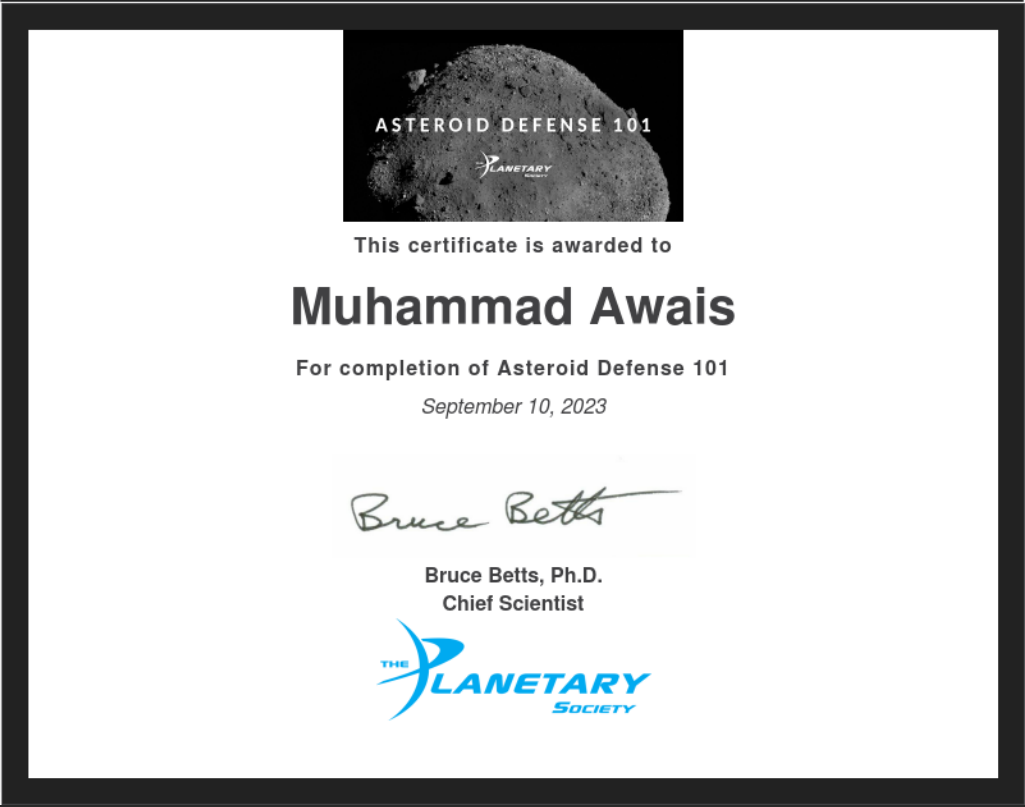 ASTEROID DEFENSE 101
THE PLANETARY
SOCIETY
This certificate is awarded to
Muhammad Awais
For completion of Asteroid Defense 101
September 10, 2023
Bruce Betts
Bruce Betts, Ph.D.
Chief Scientist
THE PLANETARY
SOCIETY